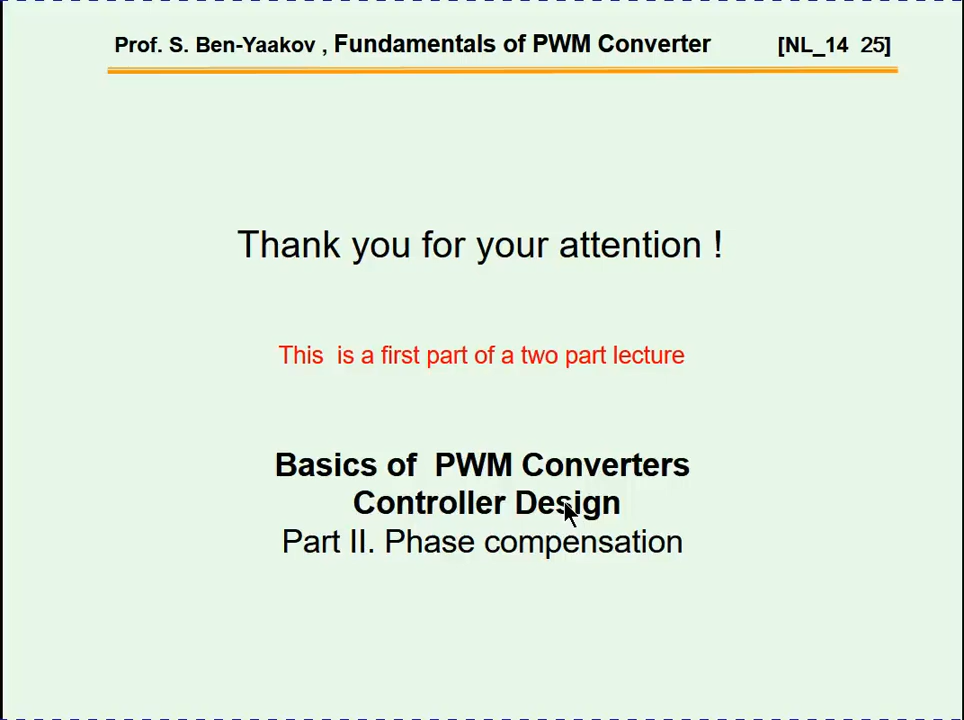 Prof. S. Ben-Yaakov , Fundamentals of PWM Converter [NL_14 25]
Thank you for your attention !
This is a first part of a two part lecture
Basics of PWM Converters
Controller Design
Part II. Phase compensation